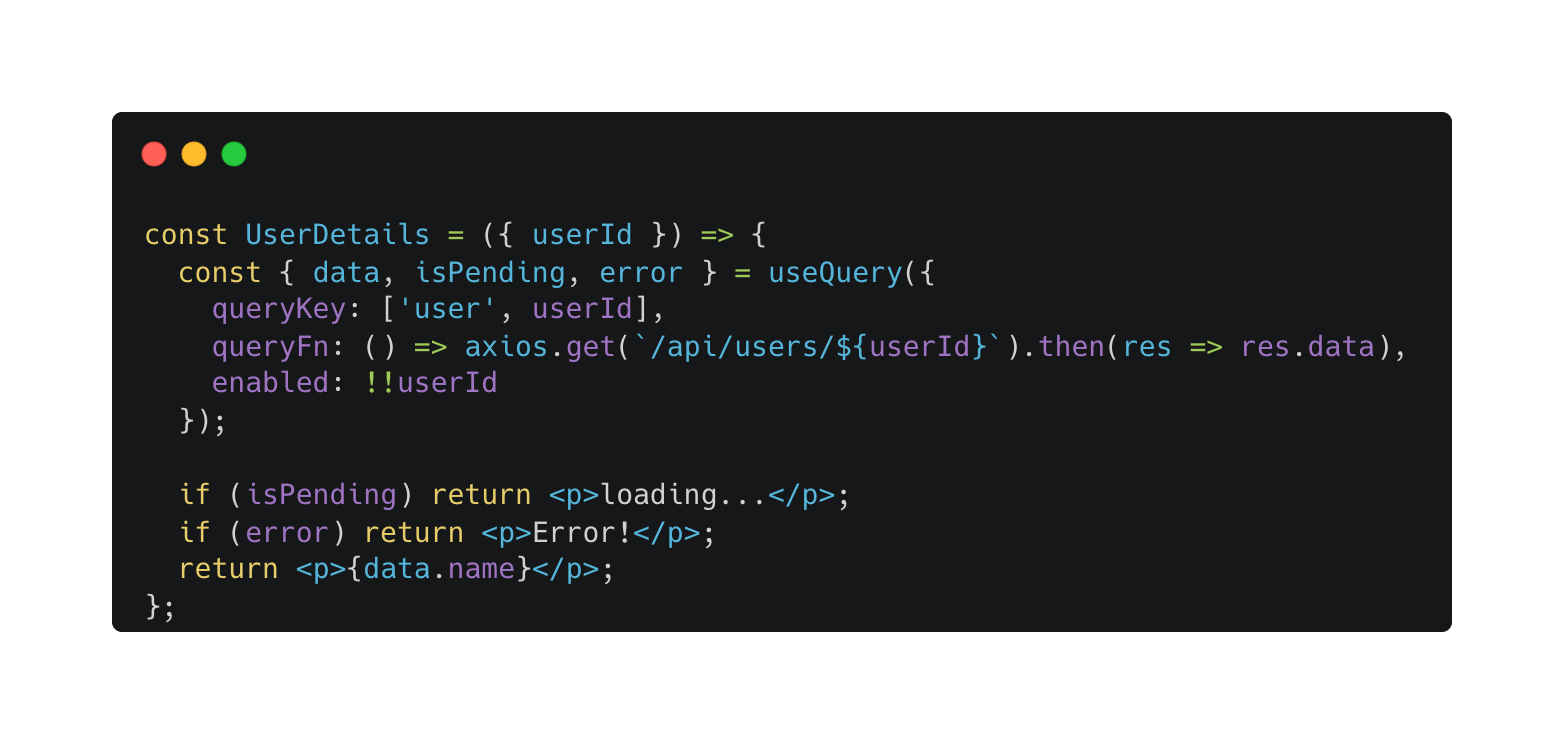 const UserDetails = ({ userId }) => {
  const { data, isPending, error } = useQuery({
    queryKey: ['user', userId],
    queryFn: () => axios.get(`/api/users/${userId}`).then(res => res.data),
    enabled: !!userId
  });

  if (isPending) return <p>loading...</p>;
  if (error) return <p>Error!</p>;
  return <p>{data.name}</p>;
};